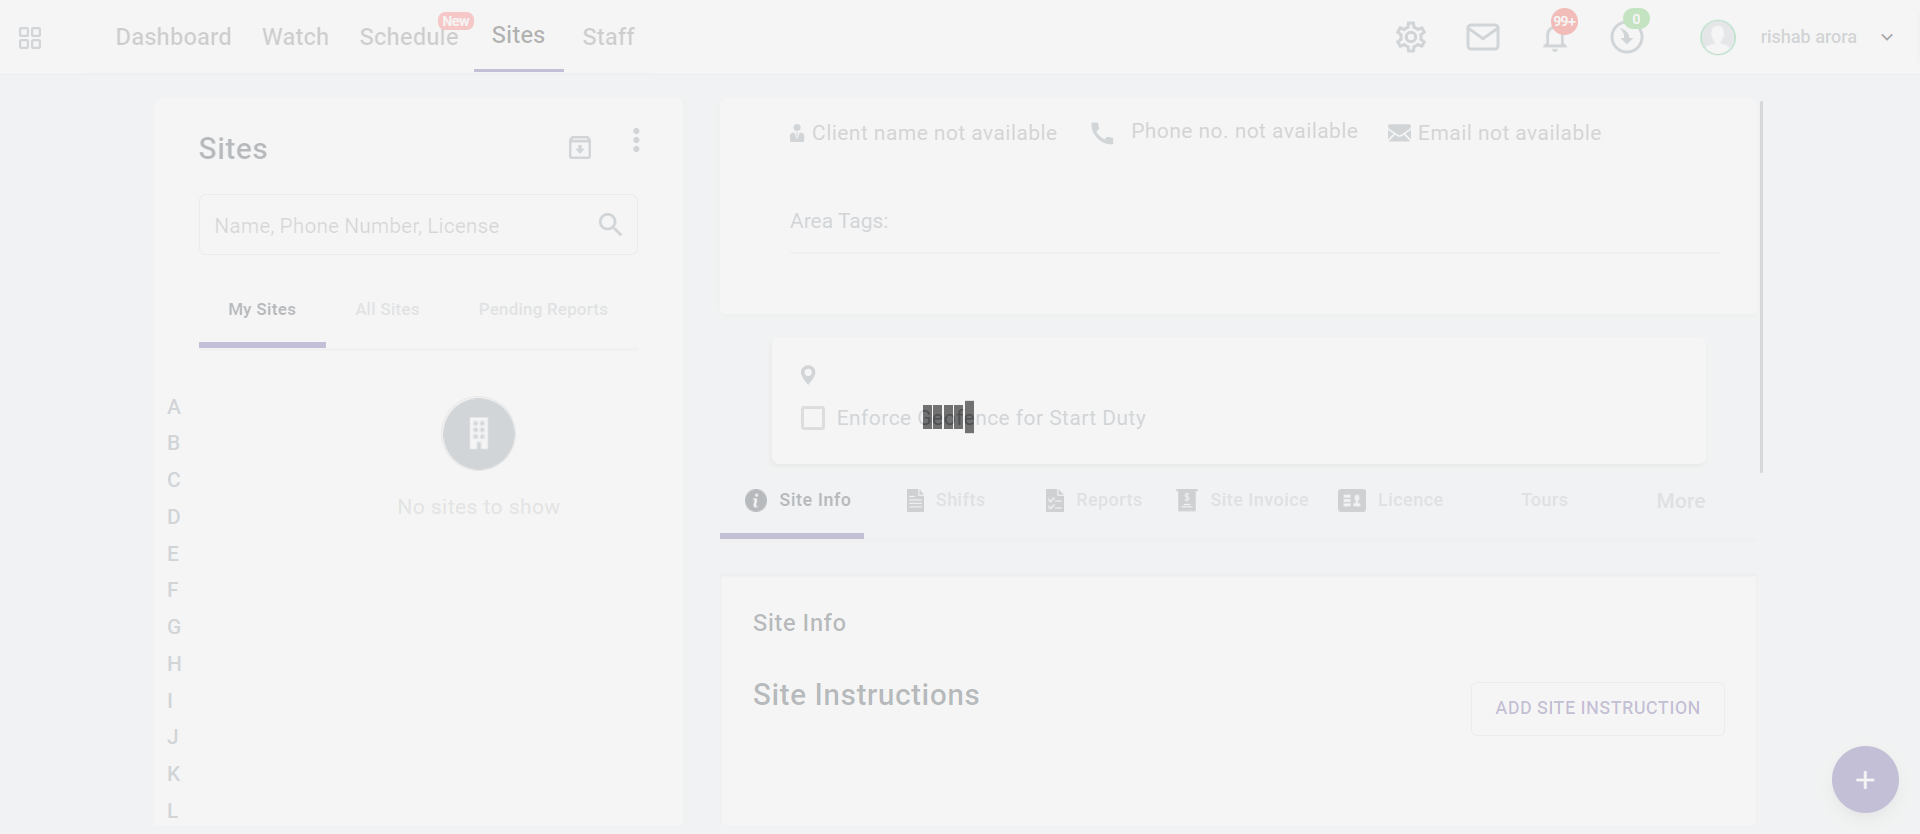 Dashboard Watch Schedule New Sites Staff 99+ 0 rishab arora
Sites
Name, Phone Number, License
My Sites All Sites Pending Reports
A
B
C
D
E
F
G
H
I
J
K
L
No sites to show
Client name not available Phone no. not available Email not available
Area Tags:
Enforce Geofence for Start Duty
Site Info Shifts Reports Site Invoice Licence Tours More
Site Info
Site Instructions
ADD SITE INSTRUCTION